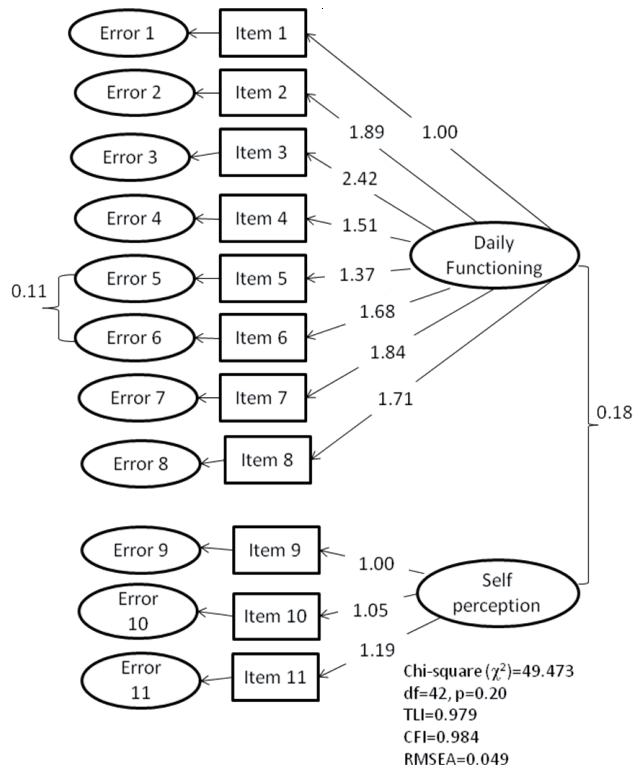 Error 1 Item 1
Error 2 Item 2
1.89 1.00
Error 3 Item 3
2.42
Error 4 Item 4 1.51
Daily
Functioning
Error 5 Item 5 1.37
0.11
1.68
Error 6 Item 6
1.84
Error 7 Item 7
1.71
0.18
Error 8 Item 8
Error 9 Item 9
1.00
Self
perception
Error
10
Item 10 1.05
1.19
Error
11
Item 11
Chi-square (χ²)=49.473
df=42, p=0.20
TLI=0.979
CFI=0.984
RMSEA=0.049